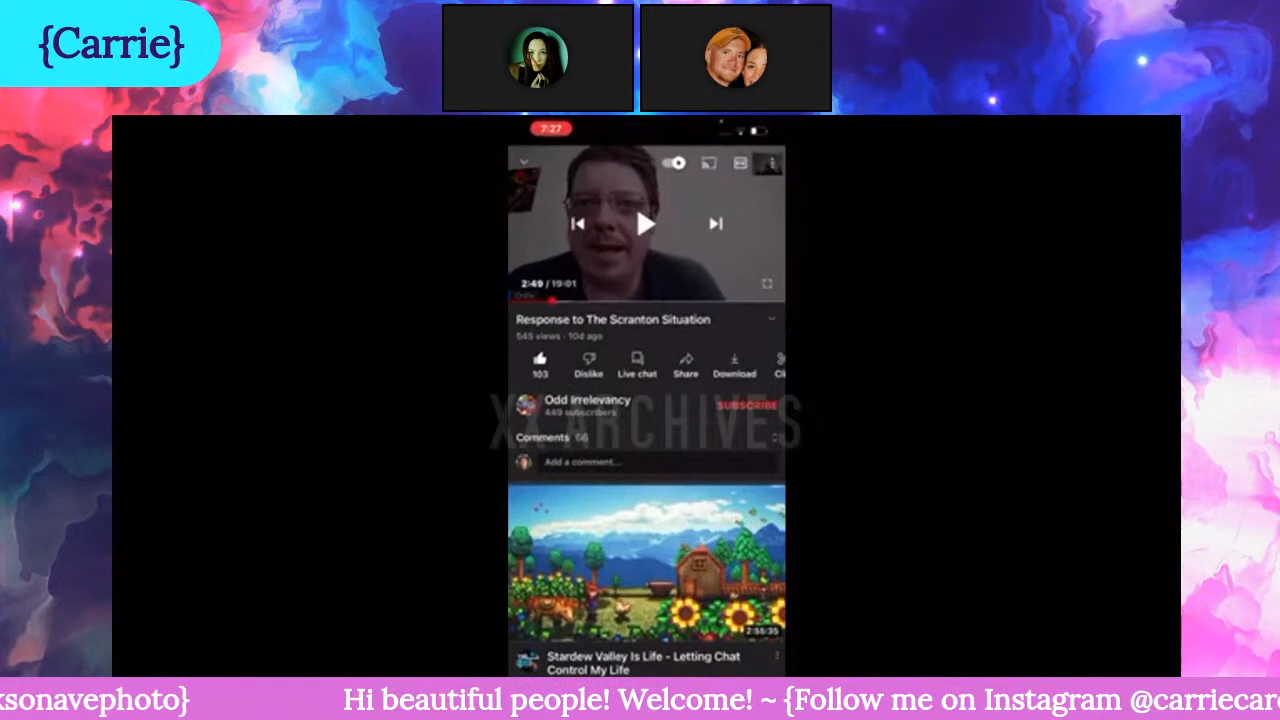 {Carrie}
7:27
2:49 / 19:01
Response to The Scranton Situation
545 views · 10d ago
103
Dislike
Live chat
Share
Download
Cli
Odd Irrelevancy
449 subscribers
SUBSCRIBE
XX ARCHIVES
Comments 66
Add a comment...
2:55:35
Stardew Valley Is Life - Letting Chat
Control My Life
ksonavephoto} Hi beautiful people! Welcome! ~ {Follow me on Instagram @carriecar